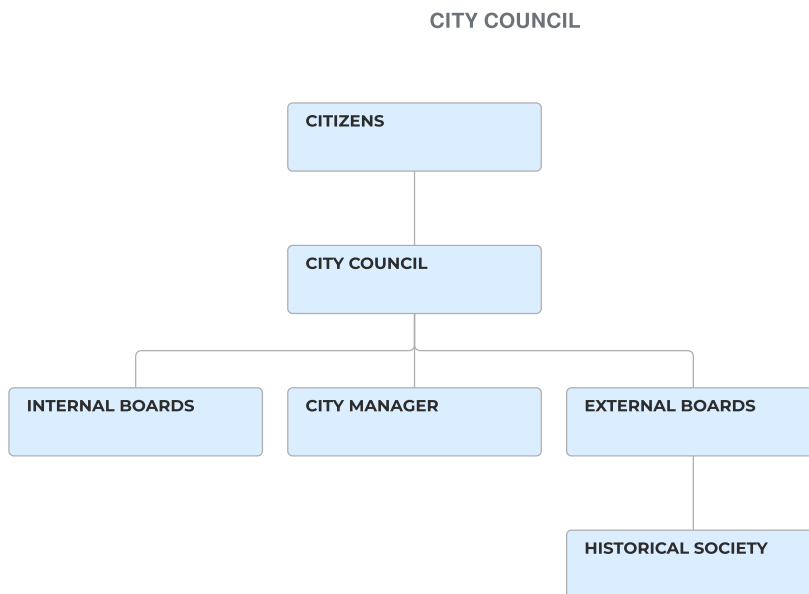 CITY COUNCIL
CITIZENS
CITY COUNCIL
INTERNAL BOARDS
CITY MANAGER
EXTERNAL BOARDS
HISTORICAL SOCIETY